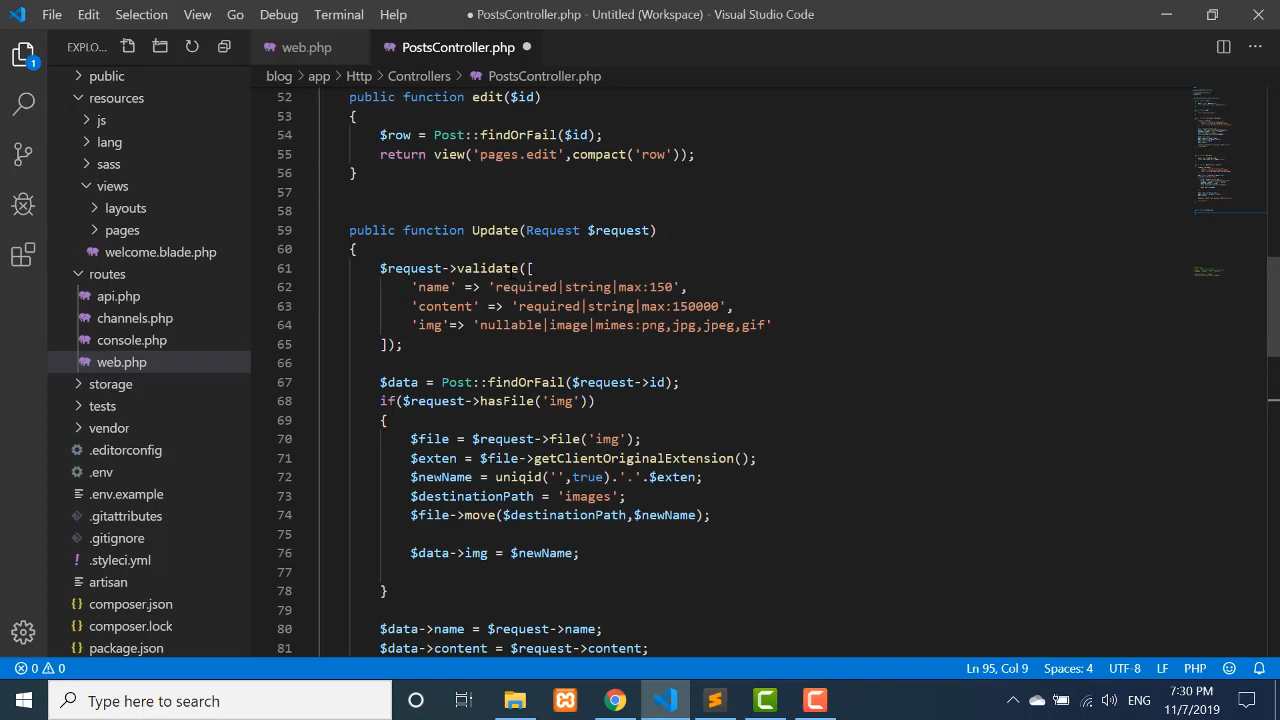 File Edit Selection View Go Debug Terminal Help
● PostsController.php - Untitled (Workspace) - Visual Studio Code
EXPLO...
web.php
PostsController.php ●
blog > app > Http > Controllers > PostsController.php
public
resources
js
lang
sass
views
layouts
pages
welcome.blade.php
routes
api.php
channels.php
console.php
web.php
storage
tests
vendor
.editorconfig
.env
.env.example
.gitattributes
.gitignore
.styleci.yml
artisan
composer.json
composer.lock
package.json
1
52 public function edit($id)
53 {
54 $row = Post::findOrFail($id);
55 return view('pages.edit',compact('row'));
56 }
57
58
59 public function Update(Request $request)
60 {
61 $request->validate([
62 'name' => 'required|string|max:150',
63 'content' => 'required|string|max:150000',
64 'img'=> 'nullable|image|mimes:png,jpg,jpeg,gif'
65 ]);
66
67 $data = Post::findOrFail($request->id);
68 if($request->hasFile('img'))
69 {
70 $file = $request->file('img');
71 $exten = $file->getClientOriginalExtension();
72 $newName = uniqid('',true).'.'.$exten;
73 $destinationPath = 'images';
74 $file->move($destinationPath,$newName);
75
76 $data->img = $newName;
77
78 }
79
80 $data->name = $request->name;
81 $data->content = $request->content;
0 0
Ln 95, Col 9 Spaces: 4 UTF-8 LF PHP
Type here to search
ENG
7:30 PM
11/7/2019